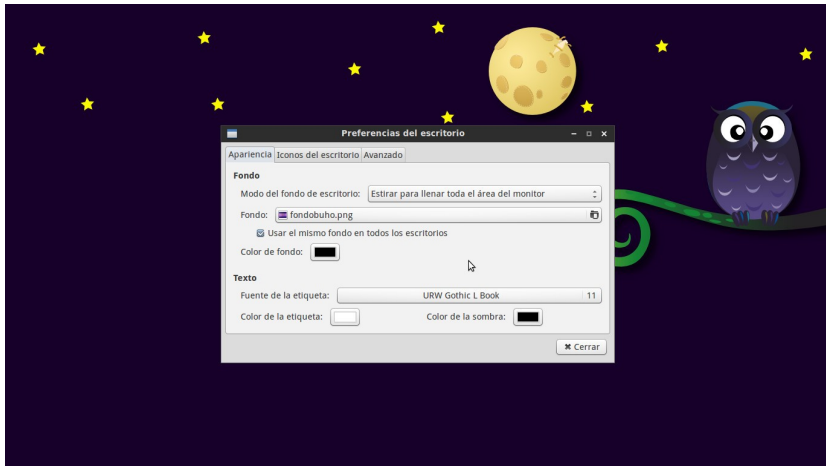 Preferencias del escritorio
Apariencia Iconos del escritorio Avanzado
Fondo
Modo del fondo de escritorio: Estirar para llenar toda el área del monitor
Fondo: fondobuho.png
Usar el mismo fondo en todos los escritorios
Color de fondo:
Texto
Fuente de la etiqueta: URW Gothic L Book 11
Color de la etiqueta: Color de la sombra:
Cerrar